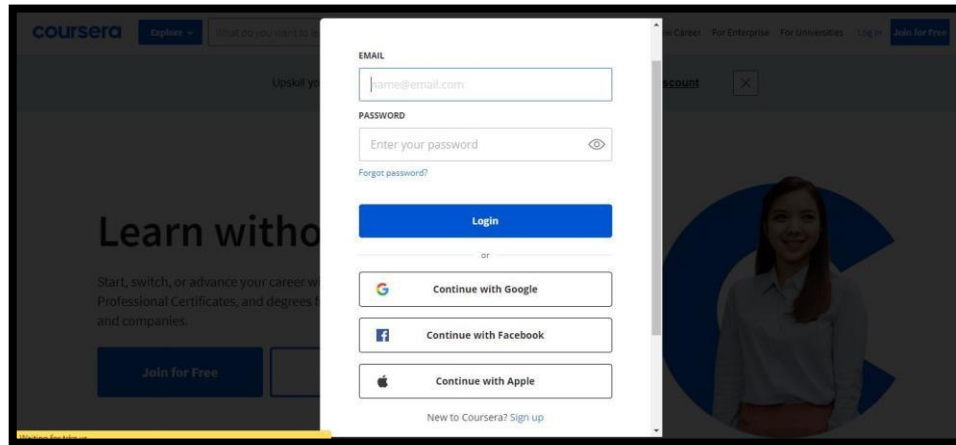 coursera
Explore
What do you want to le
Career For Enterprise For Universities Log In Join for Free
Upskill yo
scount
EMAIL
name@email.com
PASSWORD
Enter your password
Forgot password?
Login
or
Continue with Google
Continue with Facebook
Continue with Apple
New to Coursera? Sign up
Learn witho
Start, switch, or advance your career w
Professional Certificates, and degrees f
and companies.
Join for Free